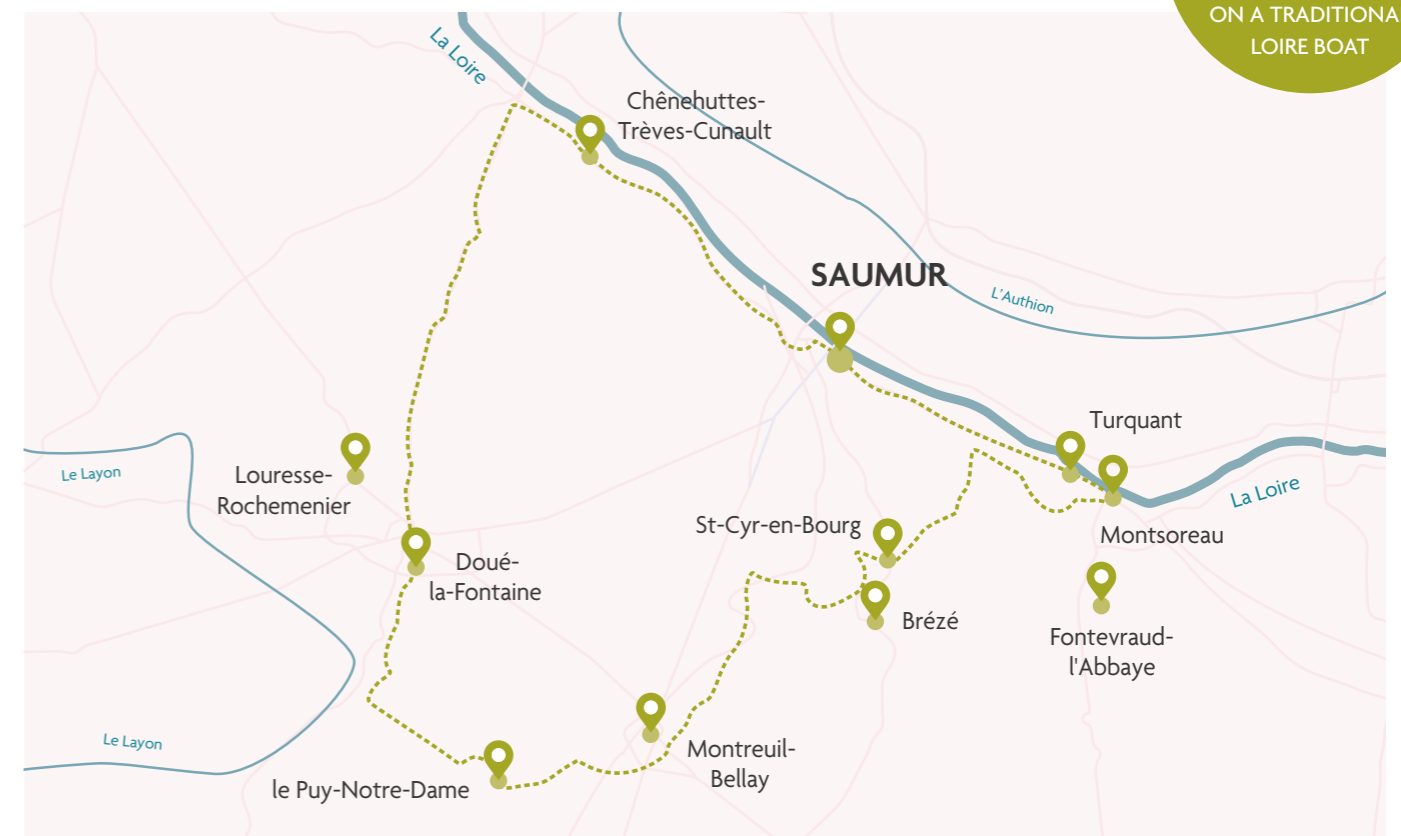 ON A TRADITIONA
LOIRE BOAT
La Loire
Chênehuttes-
Trèves-Cunault
SAUMUR
L'Authion
Turquant
Le Layon
Louresse-
Rochemenier
La Loire
St-Cyr-en-Bourg
Montsoreau
Doué-
la-Fontaine
Brézé
Fontevraud-
l'Abbaye
Le Layon
Montreuil-
Bellay
le Puy-Notre-Dame